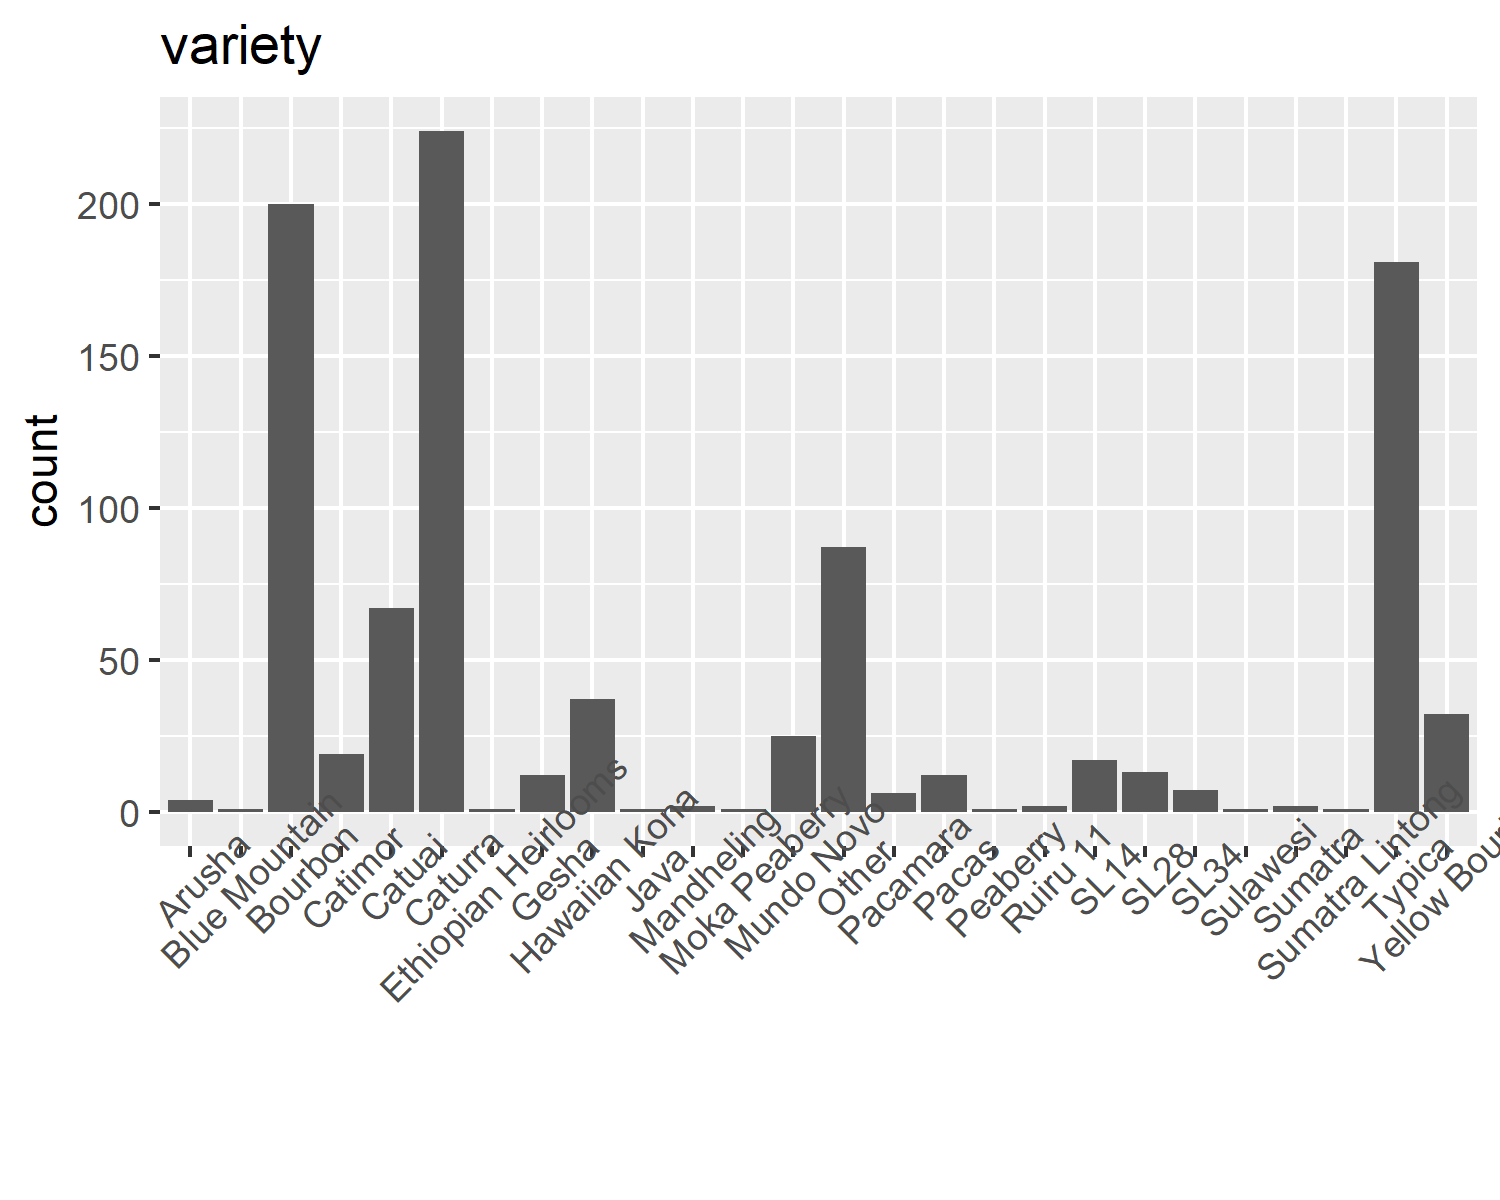 variety
count
200
150
100
50
0
Arusha
Blue Mountain
Bourbon
Catimor
Catuai
Caturra
Ethiopian Heirlooms
Gesha
Hawaiian Kona
Java
Mandheling
Moka Peaberry
Mundo Novo
Other
Pacamara
Pacas
Peaberry
Ruiru 11
SL14
SL28
SL34
Sulawesi
Sumatra
Sumatra Lintong
Typica
Yellow Bour